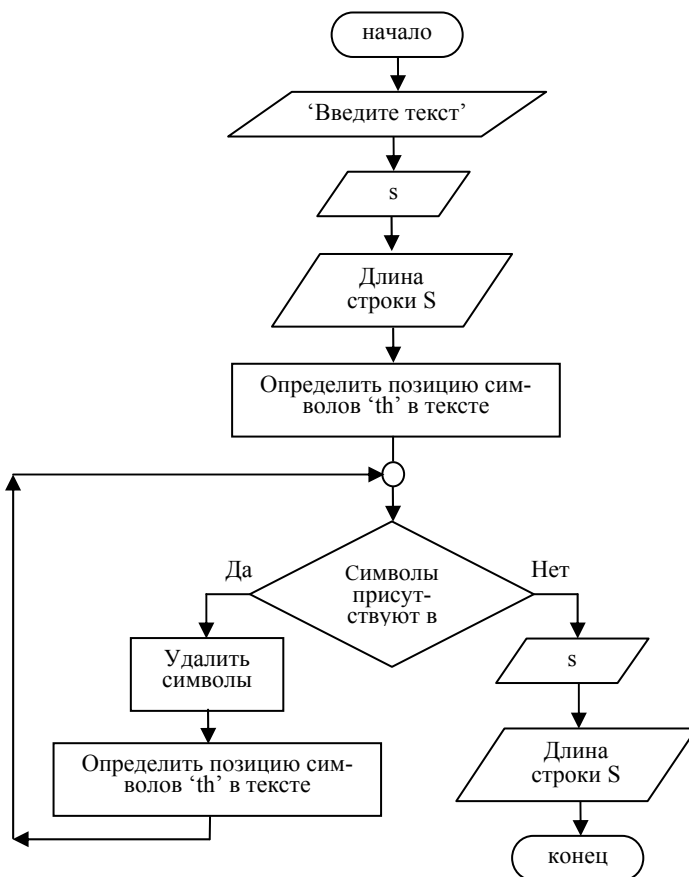 начало
‘Введите текст’
s
Длина
строки S
Определить позицию сим-
волов ‘th’ в тексте
Да
Символы
присут-
ствуют в
Нет
Удалить
символы
s
Определить позицию сим-
волов ‘th’ в тексте
Длина
строки S
конец